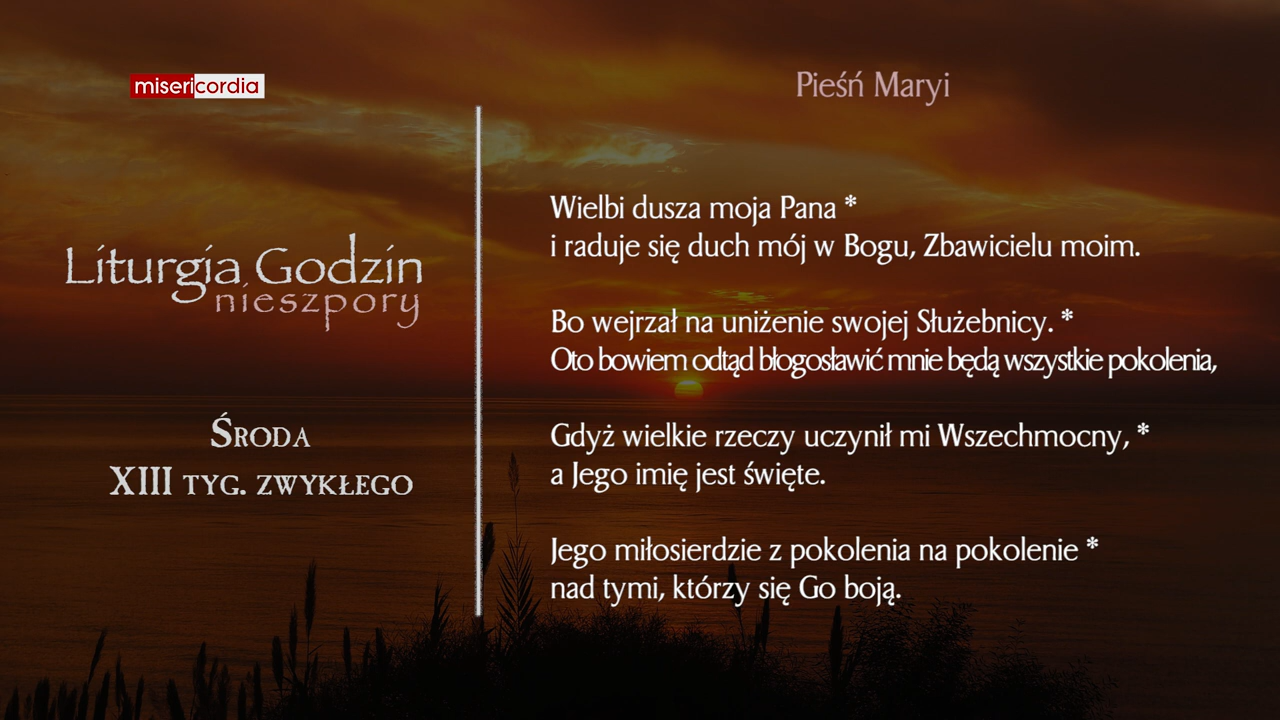 misericordia
Liturgia Godzin
nieszpory
Środa
XIII tyg. zwykłego
Pieśń Maryi
Wielbi dusza moja Pana *
i raduje się duch mój w Bogu, Zbawicielu moim.
Bo wejrzał na uniżenie swojej Służebnicy. *
Oto bowiem odtąd błogosławić mnie będą wszystkie pokolenia,
Gdyż wielkie rzeczy uczynił mi Wszechmocny, *
a Jego imię jest święte.
Jego miłosierdzie z pokolenia na pokolenie *
nad tymi, którzy się Go boją.